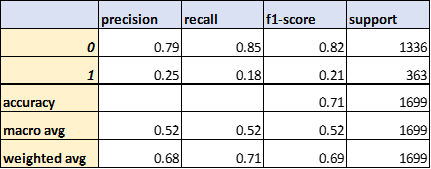 precision recall f1-score support
0 0.79 0.85 0.82 1336
1 0.25 0.18 0.21 363
accuracy 0.71 1699
macro avg 0.52 0.52 0.52 1699
weighted avg 0.68 0.71 0.69 1699